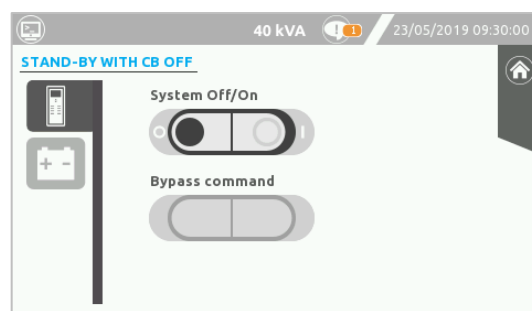 40 kVA 1 23/05/2019 09:30:00
STAND-BY WITH CB OFF
System Off/On
O I
+ -
Bypass command